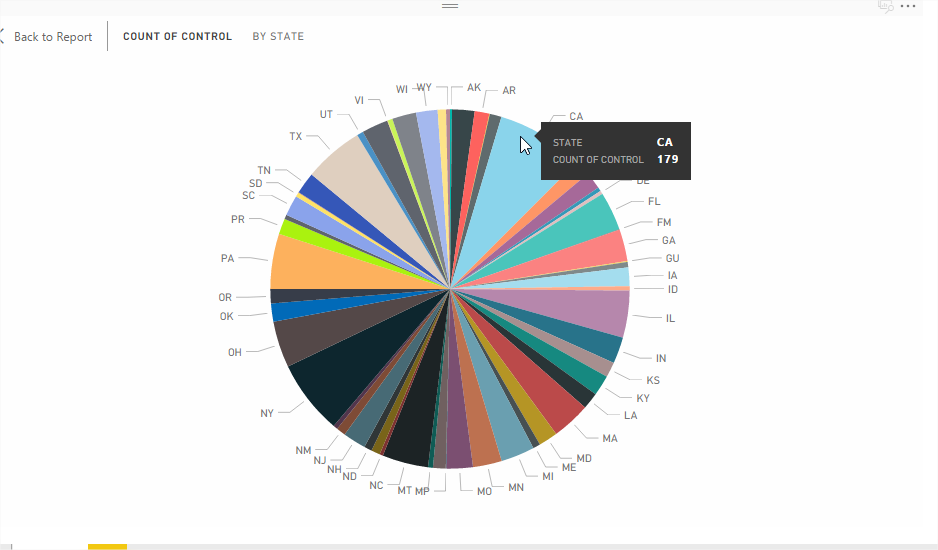 Back to Report
COUNT OF CONTROL BY STATE
WI
WY
AK
AR
VI
CA
UT
STATE CA
COUNT OF CONTROL 179
TX
TN
SD
DE
SC
FL
PR
FM
GA
PA
GU
IA
ID
OR
OK
IL
OH
IN
KS
KY
NY
LA
MA
NM
MD
NJ
ME
NH
ND
MI
NC
MN
MT
MP
MO